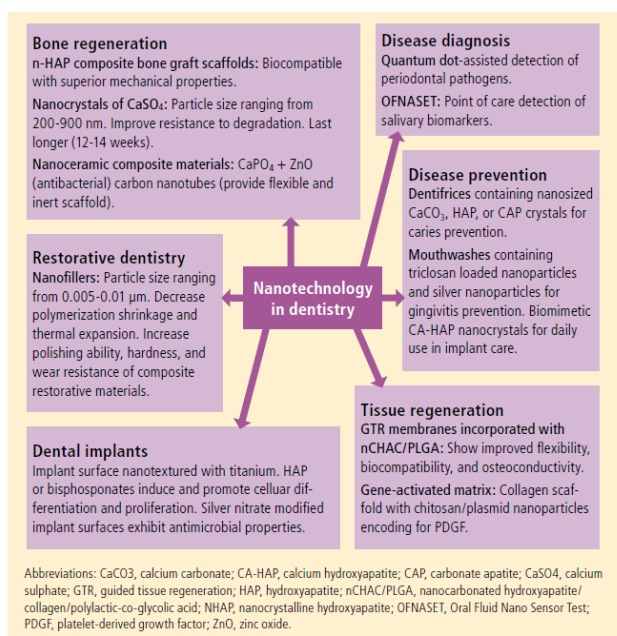 Bone regeneration
n-HAP composite bone graft scaffolds: Biocompatible
with superior mechanical properties.
Nanocrystals of CaSO₄: Particle size ranging from
200-900 nm. Improve resistance to degradation. Last
longer (12-14 weeks).
Nanoceramic composite materials: CaPO₄ + ZnO
(antibacterial) carbon nanotubes (provide flexible and
inert scaffold).
Disease diagnosis
Quantum dot-assisted detection of
periodontal pathogens.
OFNASET: Point of care detection of
salivary biomarkers.
Disease prevention
Dentifrices containing nanosized
CaCO₃, HAP, or CAP crystals for
caries prevention.
Mouthwashes containing
triclosan loaded nanoparticles
and silver nanoparticles for
gingivitis prevention. Biomimetic
CA-HAP nanocrystals for daily
use in implant care.
Restorative dentistry
Nanofillers: Particle size ranging
from 0.005-0.01 µm. Decrease
polymerization shrinkage and
thermal expansion. Increase
polishing ability, hardness, and
wear resistance of composite
restorative materials.
Nanotechnology
in dentistry
Tissue regeneration
GTR membranes incorporated with
nCHAC/PLGA: Show improved flexibility,
biocompatibility, and osteoconductivity.
Gene-activated matrix: Collagen scaf-
fold with chitosan/plasmid nanoparticles
encoding for PDGF.
Dental implants
Implant surface nanotextured with titanium. HAP
or bisphosponates induce and promote celluar dif-
ferentiation and proliferation. Silver nitrate modified
implant surfaces exhibit antimicrobial properties.
Abbreviations: CaCO3, calcium carbonate; CA-HAP, calcium hydroxyapatite; CAP, carbonate apatite; CaSO4, calcium
sulphate; GTR, guided tissue regeneration; HAP, hydroxyapatite; nCHAC/PLGA, nanocarbonated hydroxyapatite/
collagen/polylactic-co-glycolic acid; NHAP, nanocrystalline hydroxyapatite; OFNASET, Oral Fluid Nano Sensor Test;
PDGF, platelet-derived growth factor; ZnO, zinc oxide.